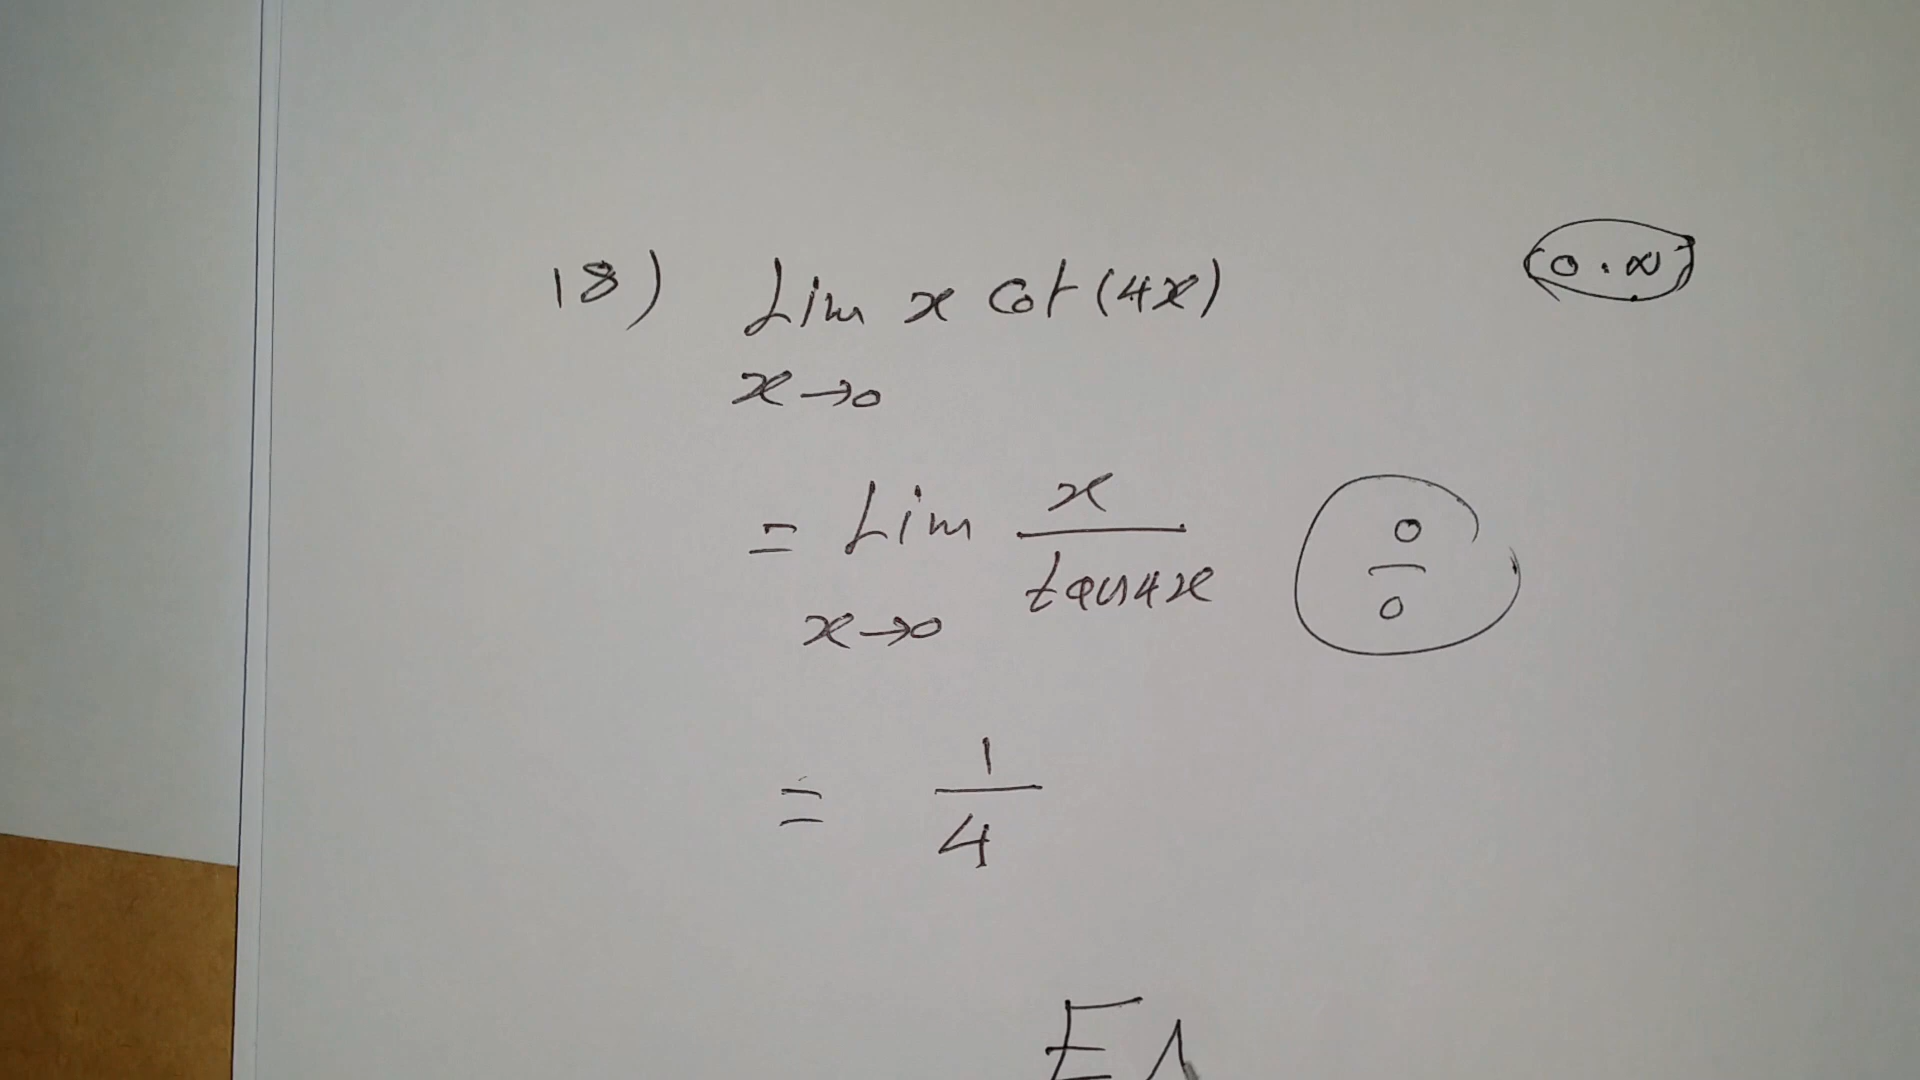 18) Lim x Cot(4x) (0.∞)
x→0
= Lim x/tan4x 0/0
x→0
= 1/4